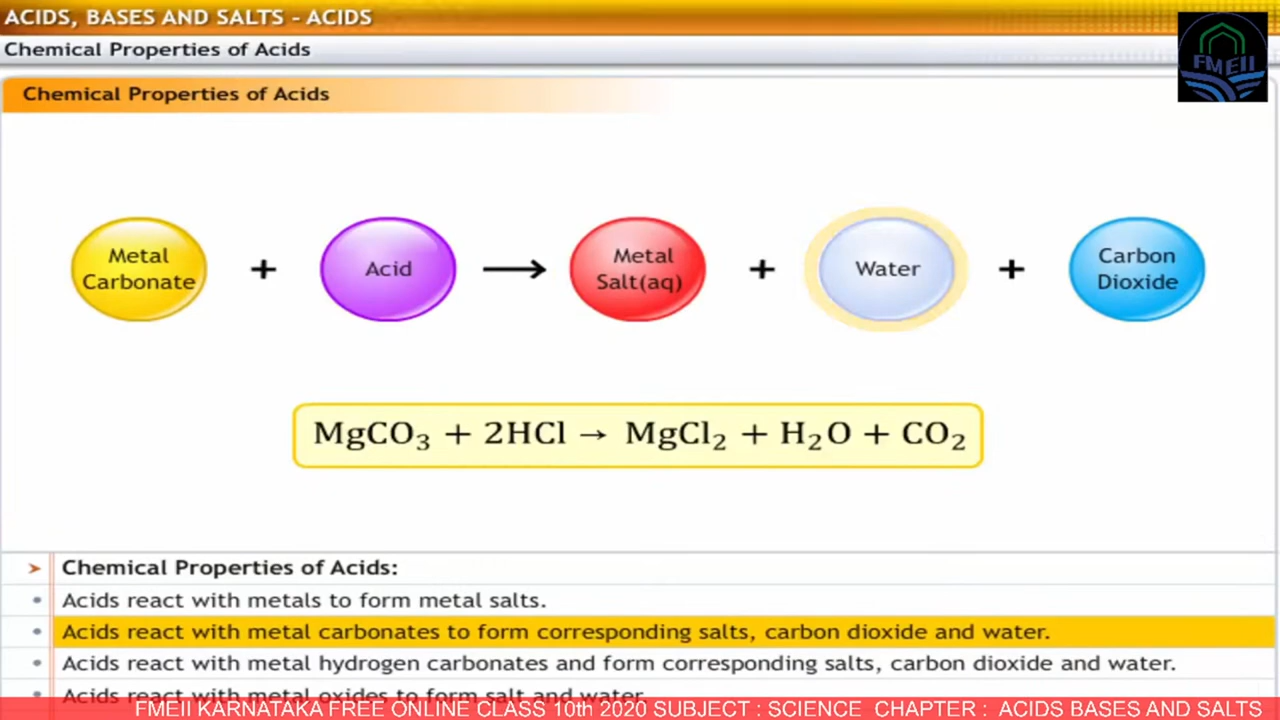 ACIDS, BASES AND SALTS - ACIDS
Chemical Properties of Acids
FMEII
Chemical Properties of Acids
Metal Carbonate + Acid → Metal Salt(aq) + Water + Carbon Dioxide
MgCO₃ + 2HCl → MgCl₂ + H₂O + CO₂
➤ Chemical Properties of Acids:
• Acids react with metals to form metal salts.
• Acids react with metal carbonates to form corresponding salts, carbon dioxide and water.
• Acids react with metal hydrogen carbonates and form corresponding salts, carbon dioxide and water.
• Acids react with metal oxides to form salt and water.
FMEII KARNATAKA FREE ONLINE CLASS 10th 2020 SUBJECT : SCIENCE CHAPTER : ACIDS BASES AND SALTS